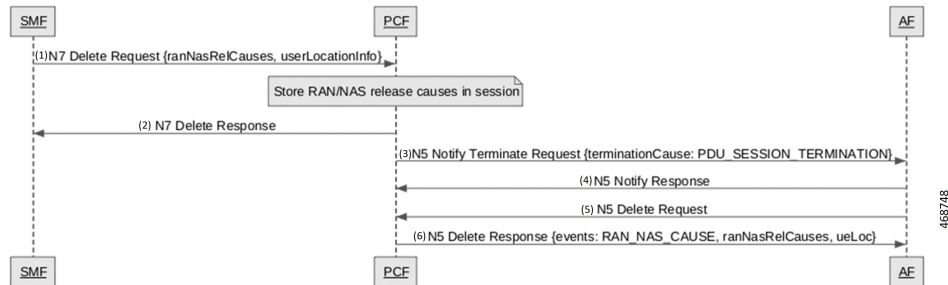 SMF PCF AF
(1)N7 Delete Request {ranNasRelCauses, userLocationInfo}
Store RAN/NAS release causes in session
(2) N7 Delete Response
(3)N5 Notify Terminate Request {terminationCause: PDU_SESSION_TERMINATION}
(4)N5 Notify Response
(5) N5 Delete Request
(6)N5 Delete Response {events: RAN_NAS_CAUSE, ranNasRelCauses, ueLoc}
SMF PCF AF
468748